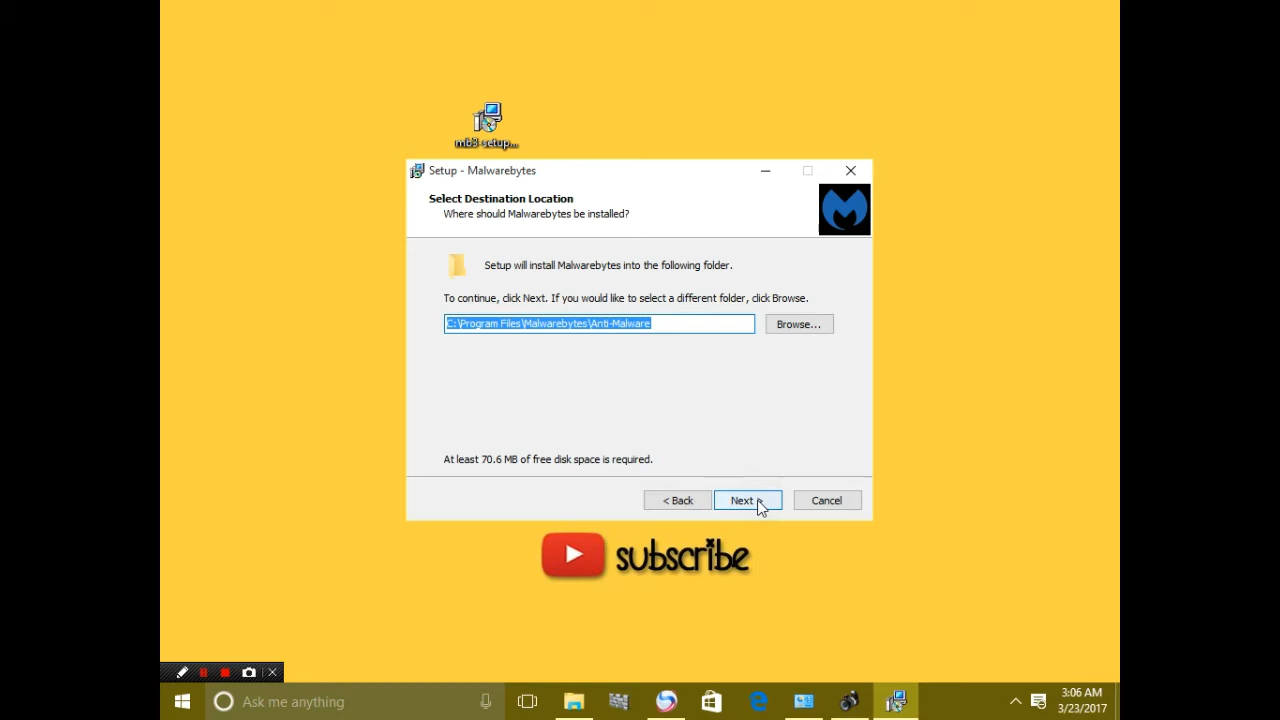 mb3-setup...
Setup - Malwarebytes
Select Destination Location
Where should Malwarebytes be installed?
Setup will install Malwarebytes into the following folder.
To continue, click Next. If you would like to select a different folder, click Browse.
C:\Program Files\Malwarebytes\Anti-Malware
Browse...
At least 70.6 MB of free disk space is required.
< Back
Next >
Cancel
subscribe
Ask me anything
3:06 AM
3/23/2017